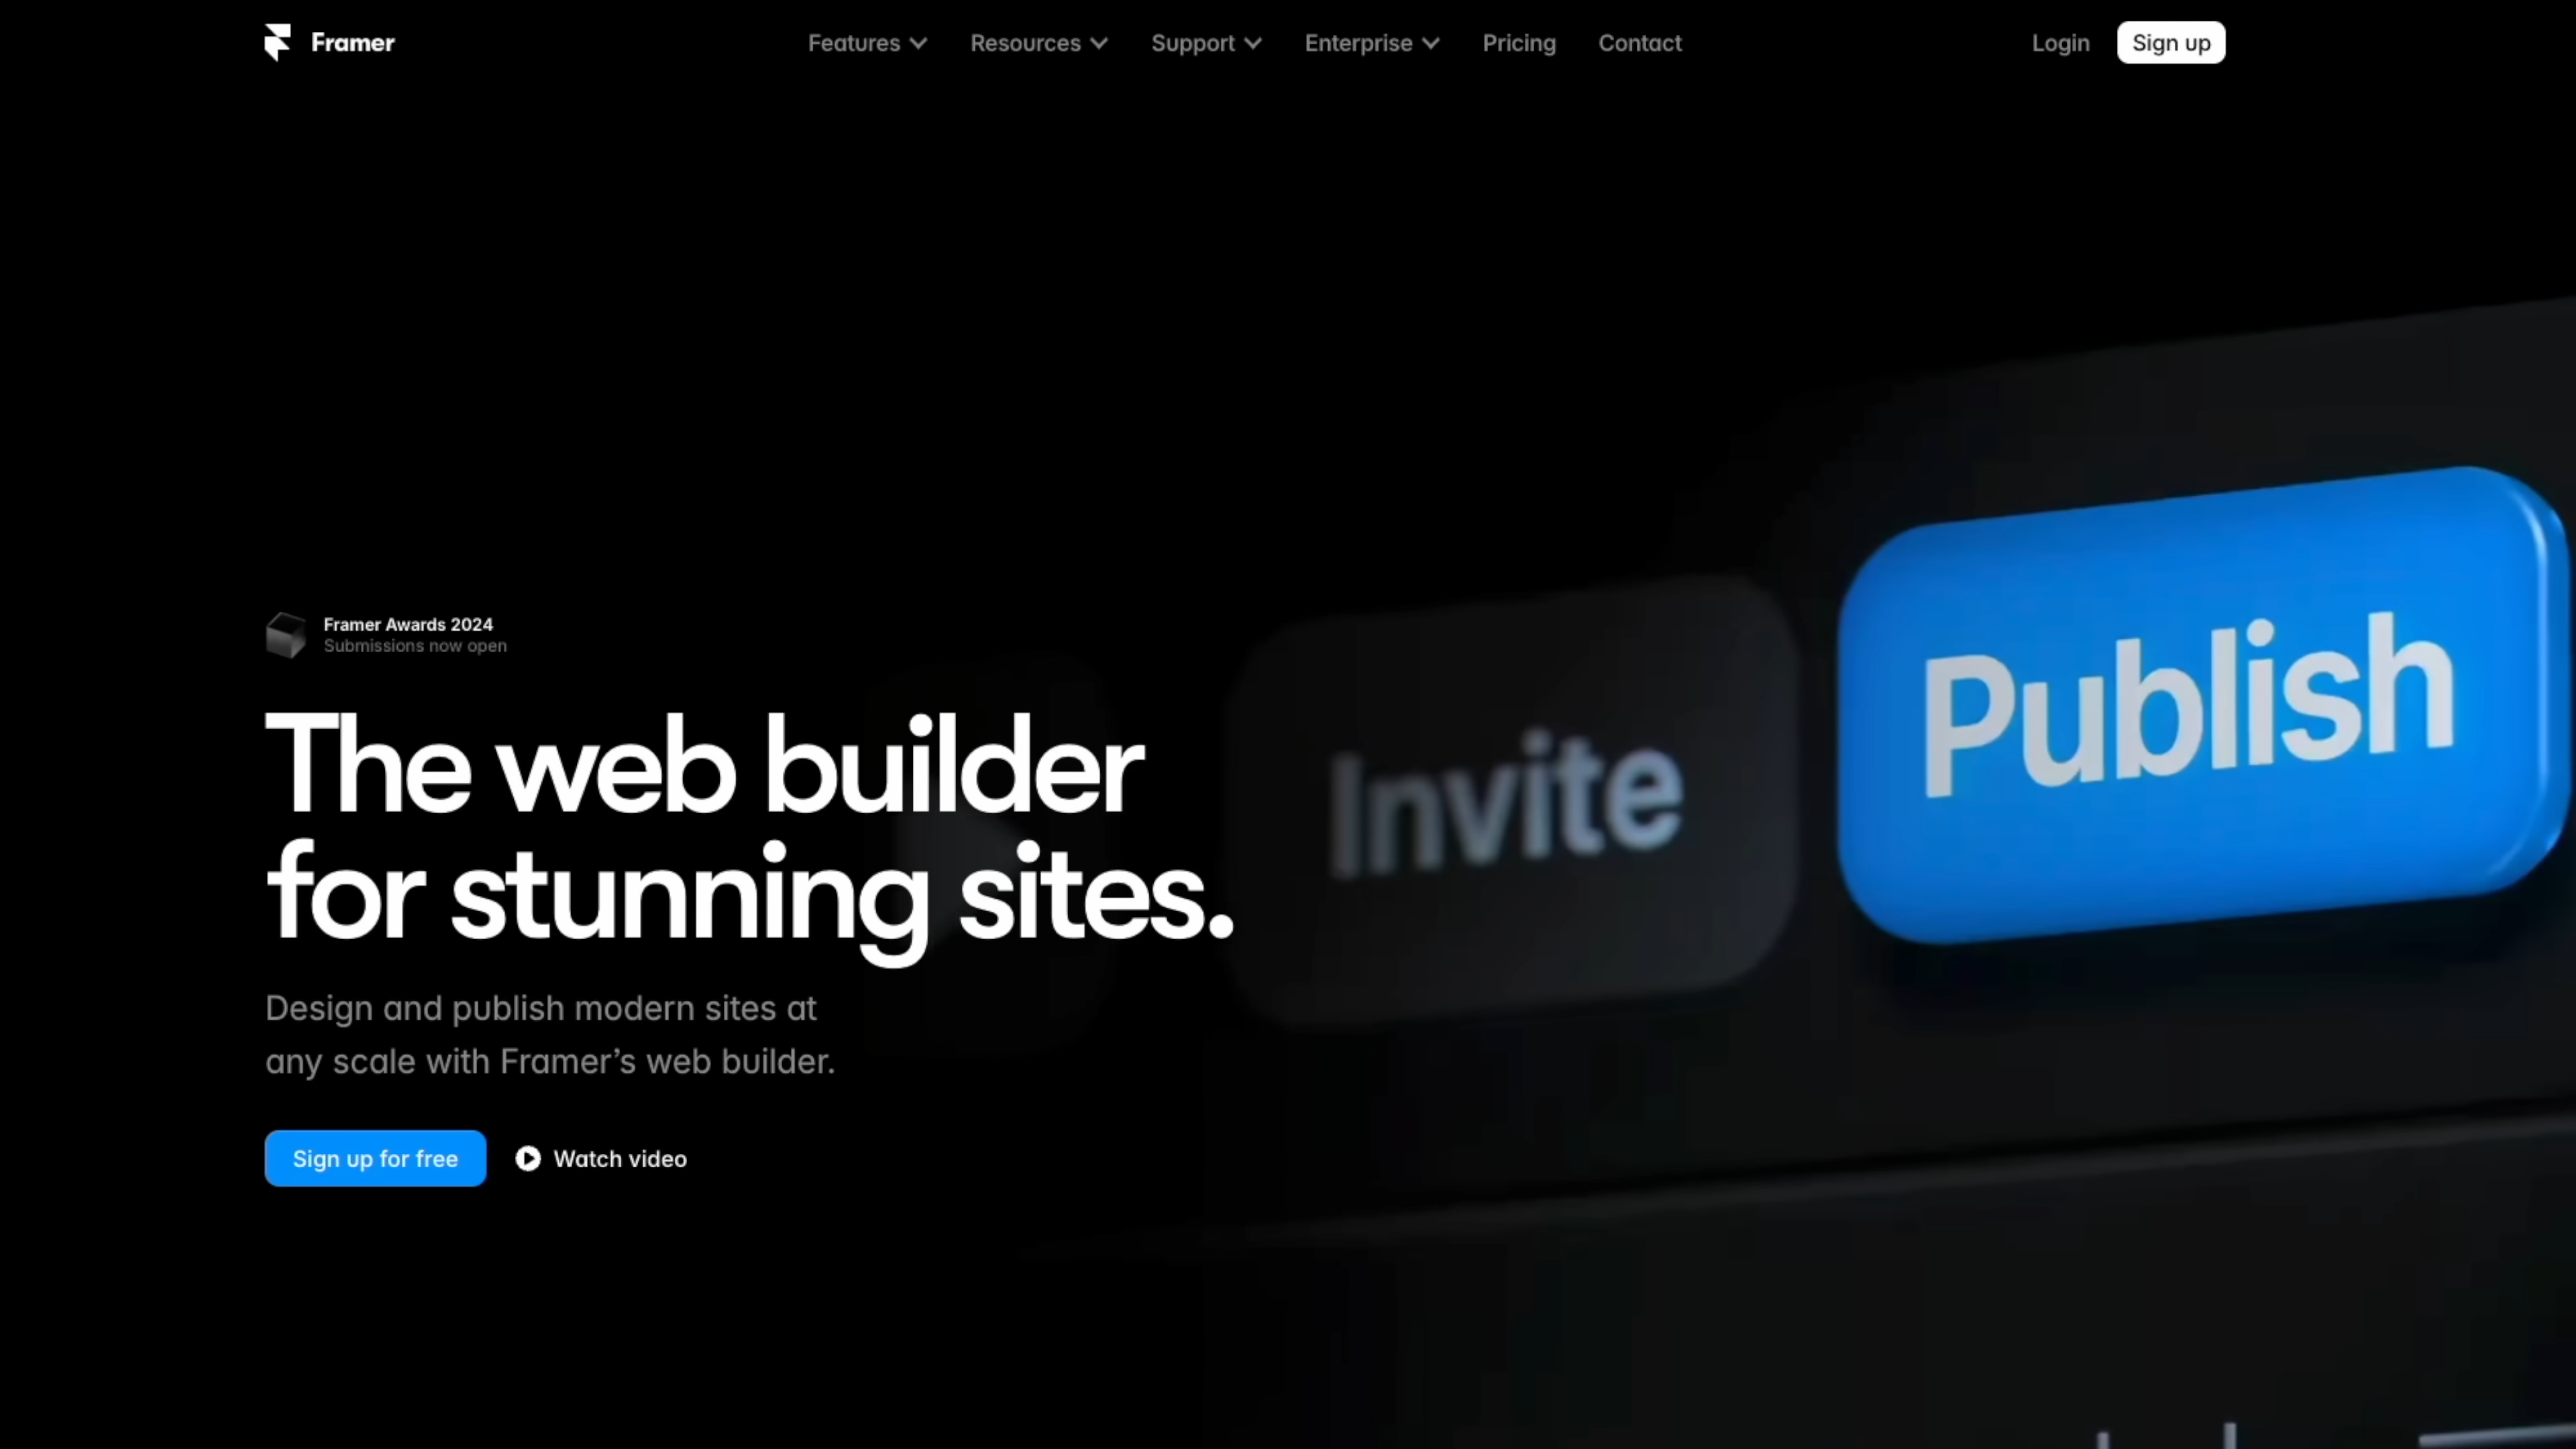 Framer
Features
Resources
Support
Enterprise
Pricing
Contact
Login
Sign up
Framer Awards 2024
Submissions now open
The web builder
for stunning sites.
Design and publish modern sites at
any scale with Framer’s web builder.
Sign up for free
Watch video
Invite
Publish